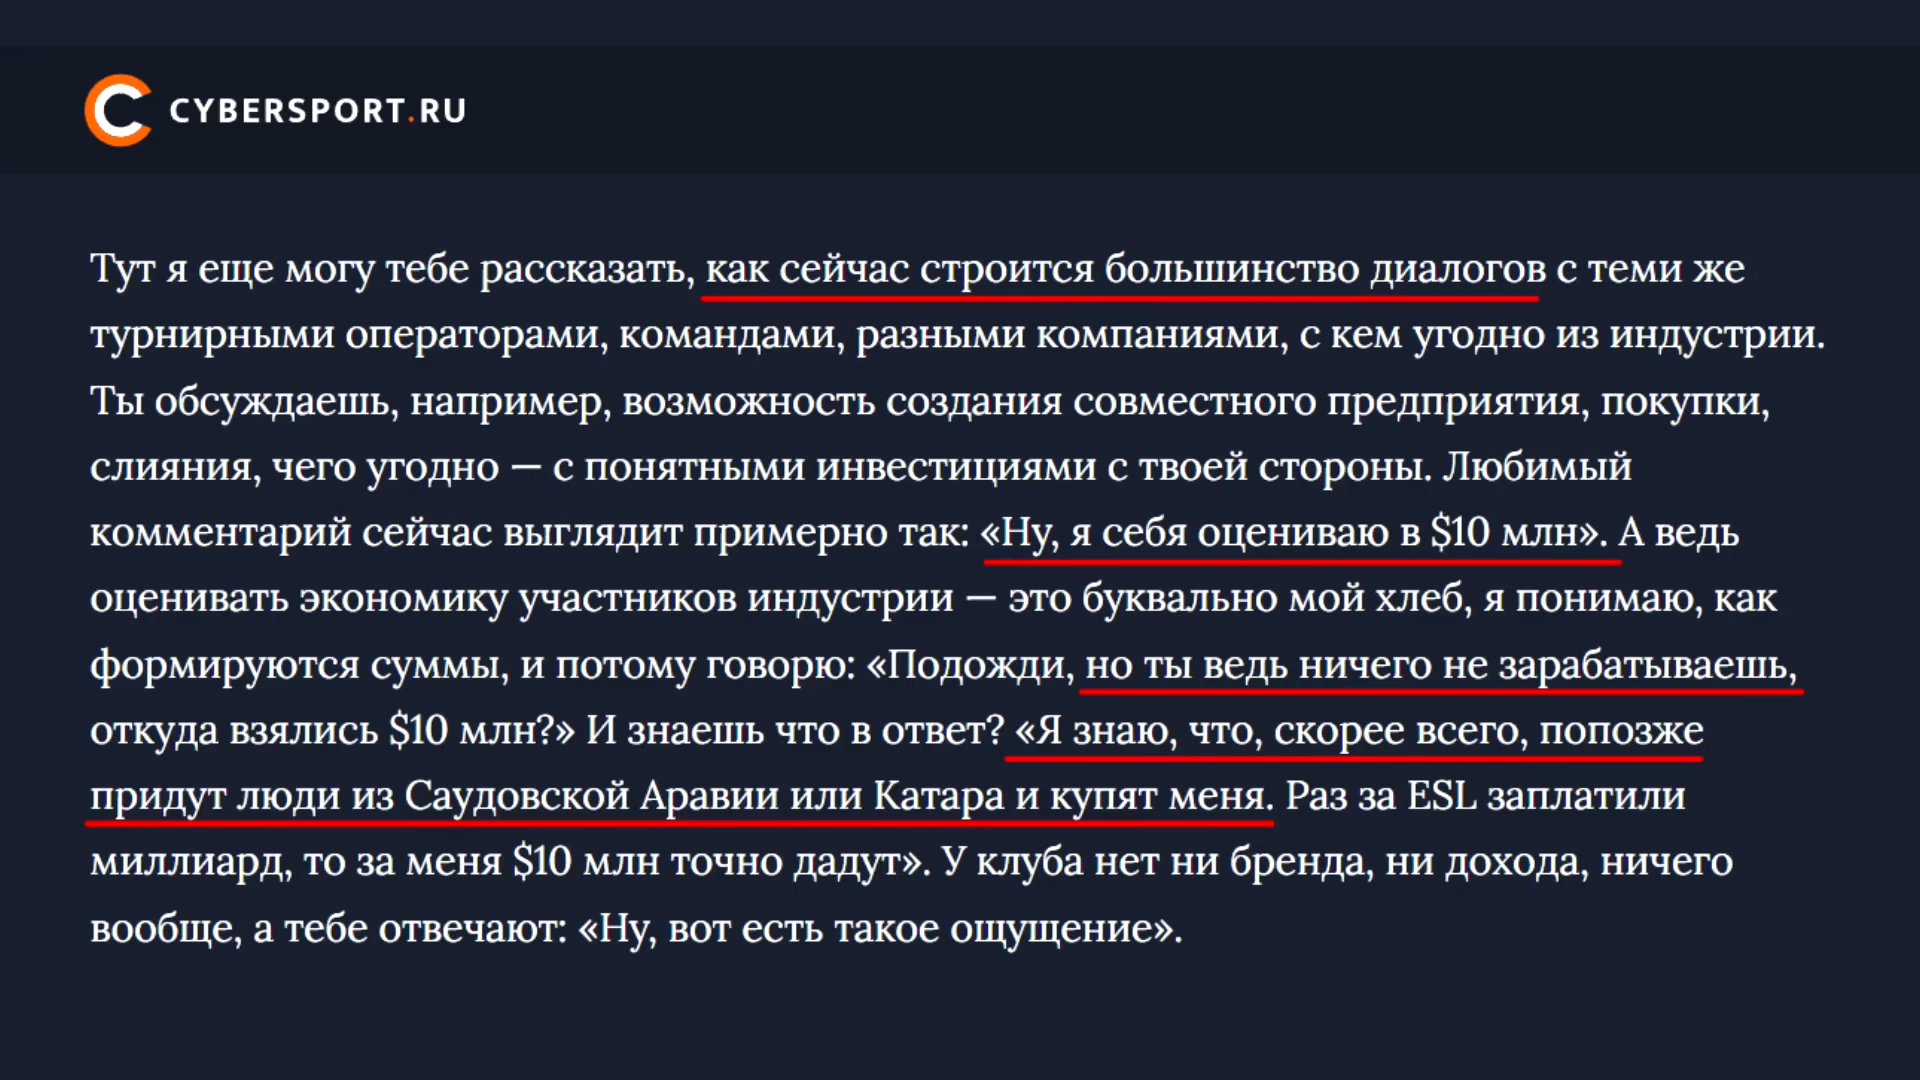 CYBERSPORT.RU
Тут я еще могу тебе рассказать, как сейчас строится большинство диалогов с теми же
турнирными операторами, командами, разными компаниями, с кем угодно из индустрии.
Ты обсуждаешь, например, возможность создания совместного предприятия, покупки,
слияния, чего угодно — с понятными инвестициями с твоей стороны. Любимый
комментарий сейчас выглядит примерно так: «Ну, я себя оцениваю в $10 млн». А ведь
оценивать экономику участников индустрии — это буквально мой хлеб, я понимаю, как
формируются суммы, и потому говорю: «Подожди, но ты ведь ничего не зарабатываешь,
откуда взялись $10 млн?» И знаешь что в ответ? «Я знаю, что, скорее всего, попозже
придут люди из Саудовской Аравии или Катара и купят меня. Раз за ESL заплатили
миллиард, то за меня $10 млн точно дадут». У клуба нет ни бренда, ни дохода, ничего
вообще, а тебе отвечают: «Ну, вот есть такое ощущение».